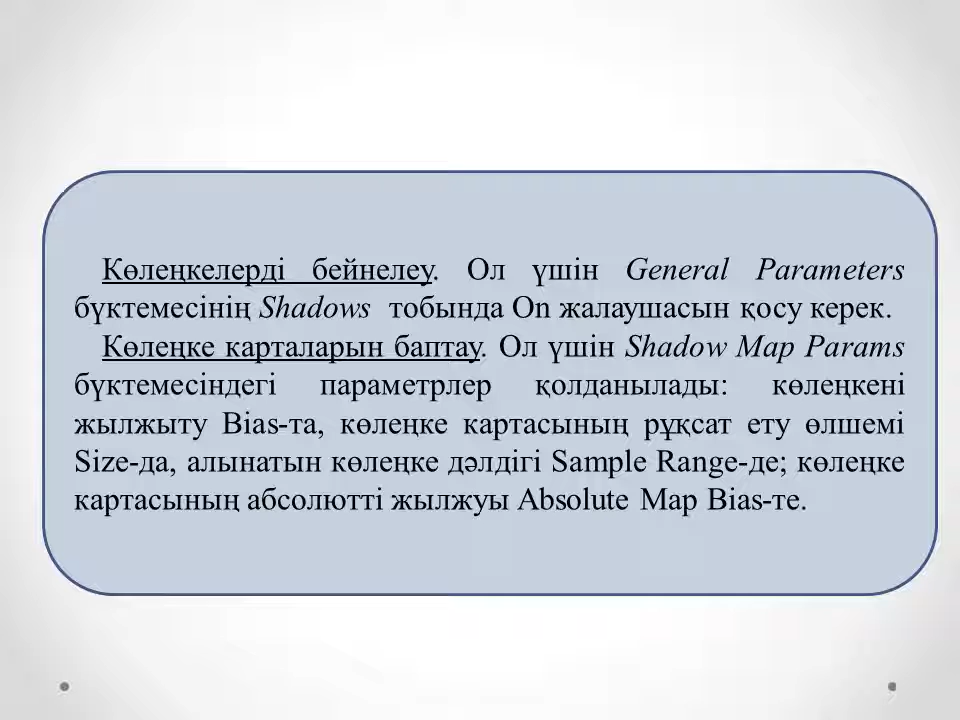 Көлеңкелерді бейнелеу. Ол үшін General Parameters
бүктемесінің Shadows тобында On жалаушасын қосу керек.
Көлеңке карталарын баптау. Ол үшін Shadow Map Params
бүктемесіндегі параметрлер қолданылады: көлеңкені
жылжыту Bias-та, көлеңке картасының рұқсат ету өлшемі
Size-да, алынатын көлеңке дәлдігі Sample Range-де; көлеңке
картасының абсолютті жылжуы Absolute Map Bias-те.